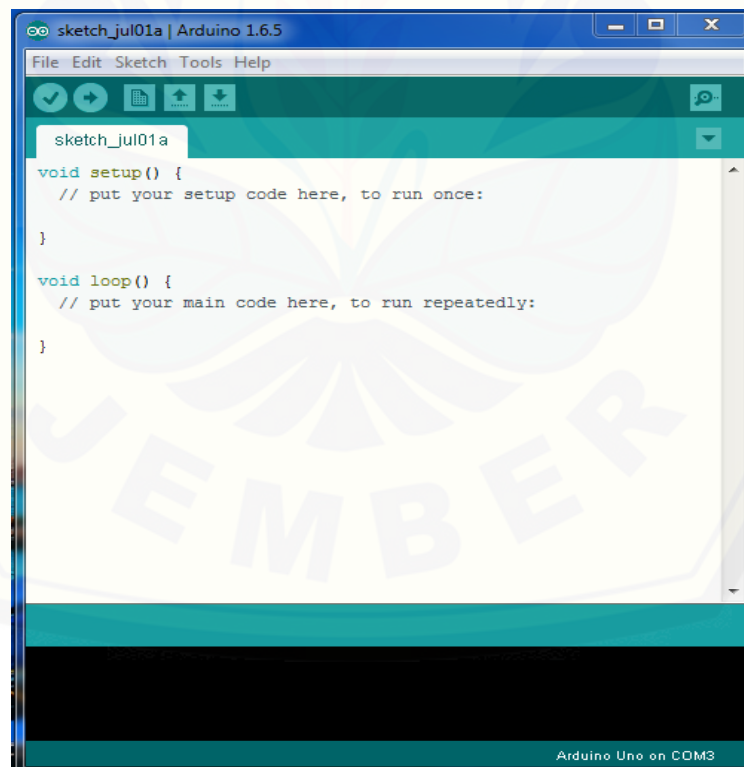 sketch_jul01a | Arduino 1.6.5
File Edit Sketch Tools Help
sketch_jul01a
void setup() {
// put your setup code here, to run once:
}
void loop() {
// put your main code here, to run repeatedly:
}
JEMBER
Arduino Uno on COM3